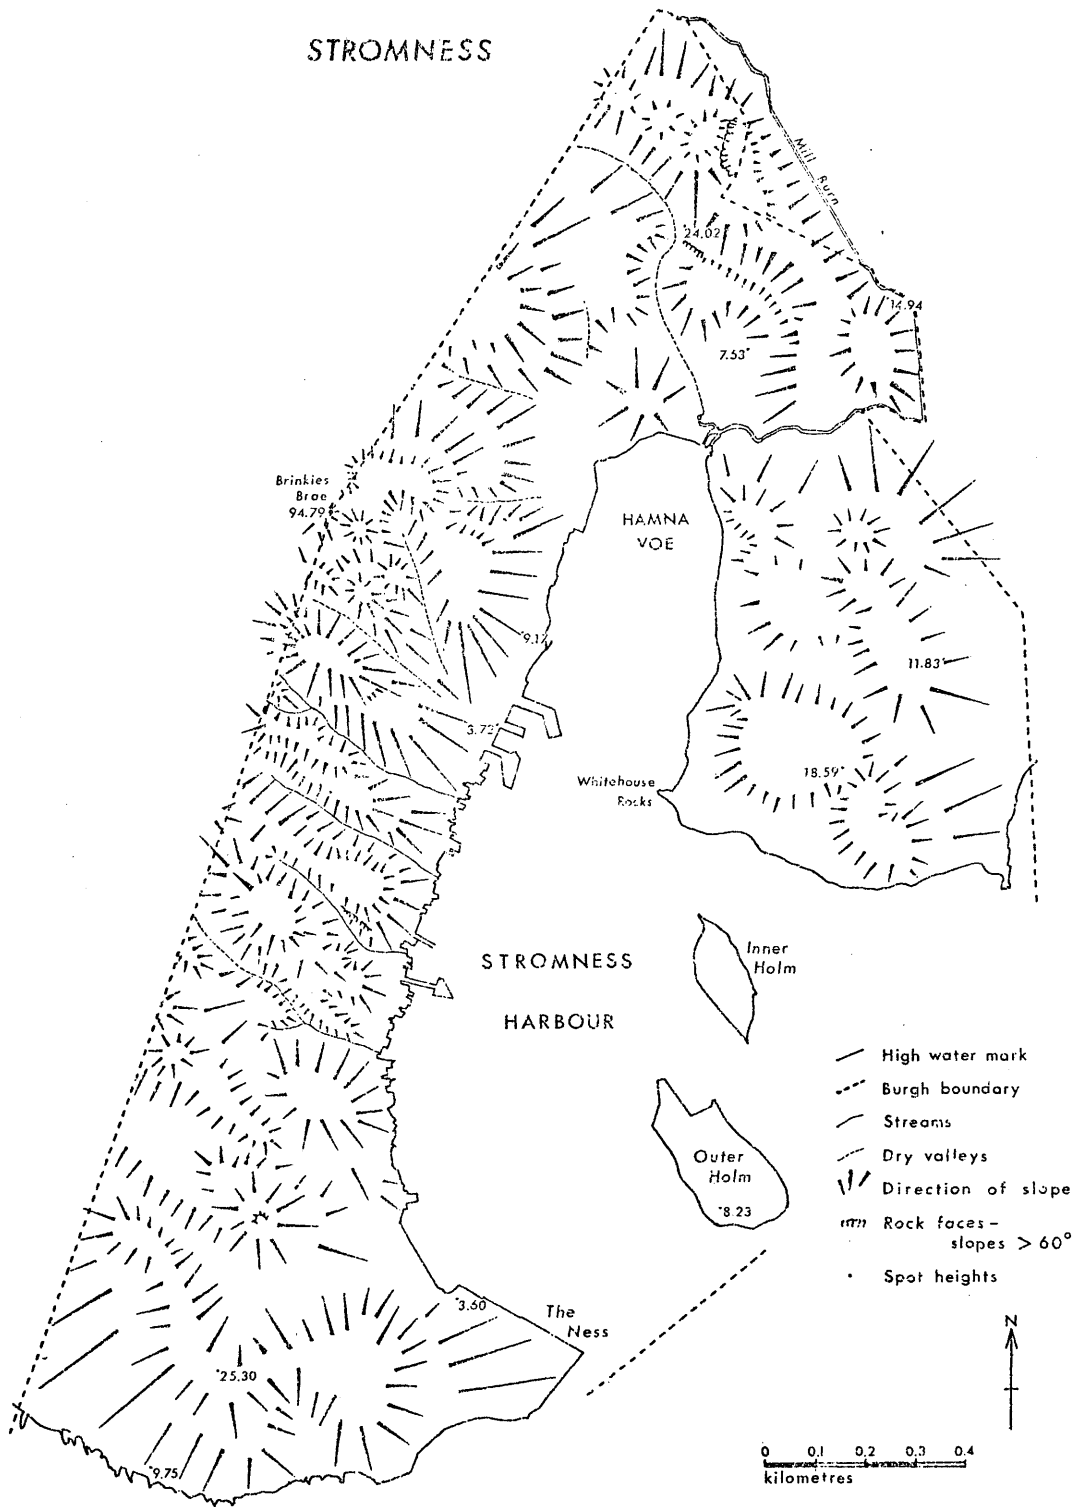 STROMNESS
Mill Burn
24.02
14.94
7.53
Brinkies
Brae
94.79
HAMNA
VOE
9.17
11.83
3.73
18.59
Whitehouse
Rocks
STROMNESS
HARBOUR
Inner
Holm
High water mark
Burgh boundary
Streams
Dry valleys
Direction of slope
Rock faces –
slopes > 60°
Spot heights
Outer
Holm
8.23
3.60
The
Ness
25.30
9.75
N
0 0.1 0.2 0.3 0.4
kilometres